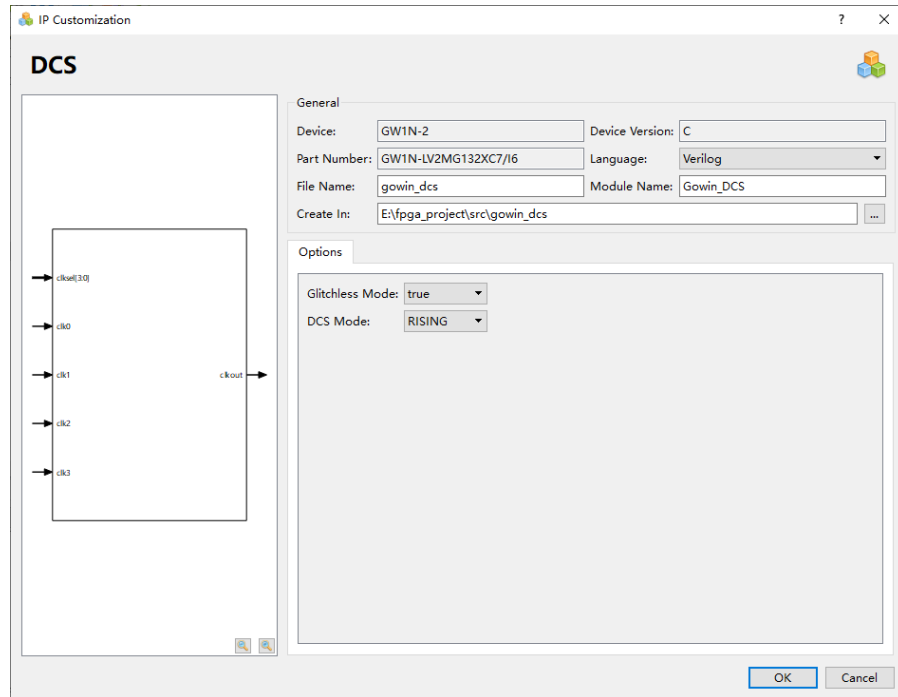 IP Customization ?
DCS
General
Device: GW1N-2 Device Version: C
Part Number: GW1N-LV2MG132XC7/I6 Language: Verilog
File Name: gowin_dcs Module Name: Gowin_DCS
Create In: E:\fpga_project\src\gowin_dcs ...
Options
Glitchless Mode: true
DCS Mode: RISING
clksel[3:0]
clk0
clk1 clkout
clk2
clk3
OK Cancel